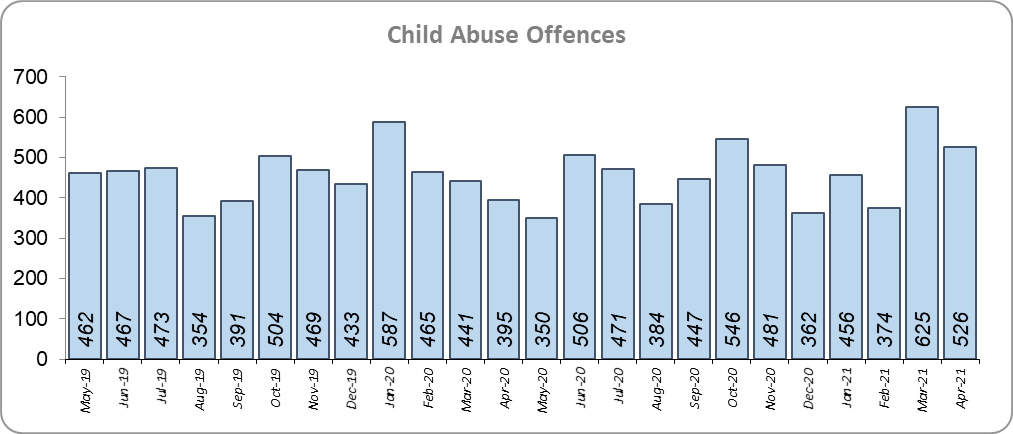 Child Abuse Offences
700
600
500
400
300
200
100
0
462 467 473 354 391 504 469 433 587 465 441 395 350 506 471 384 447 546 481 362 456 374 625 526
May-19 Jun-19 Jul-19 Aug-19 Sep-19 Oct-19 Nov-19 Dec-19 Jan-20 Feb-20 Mar-20 Apr-20 May-20 Jun-20 Jul-20 Aug-20 Sep-20 Oct-20 Nov-20 Dec-20 Jan-21 Feb-21 Mar-21 Apr-21